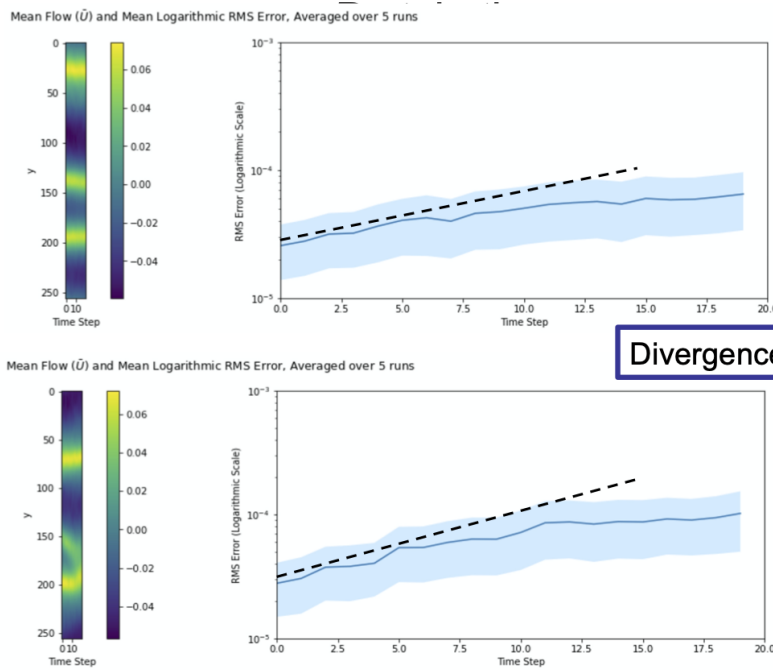 Mean Flow (Ū) and Mean Logarithmic RMS Error, Averaged over 5 runs
0
50
100
150
200
250
y
010
Time Step
0.06
0.04
0.02
0.00
−0.02
−0.04
RMS Error (Logarithmic Scale)
10⁻³
10⁻⁴
10⁻⁵
0.0 2.5 5.0 7.5 10.0 12.5 15.0 17.5 20.0
Time Step
Divergence
Mean Flow (Ū) and Mean Logarithmic RMS Error, Averaged over 5 runs
0
50
100
150
200
250
y
010
Time Step
0.06
0.04
0.02
0.00
−0.02
−0.04
RMS Error (Logarithmic Scale)
10⁻³
10⁻⁴
10⁻⁵
0.0 2.5 5.0 7.5 10.0 12.5 15.0 17.5 20.0
Time Step